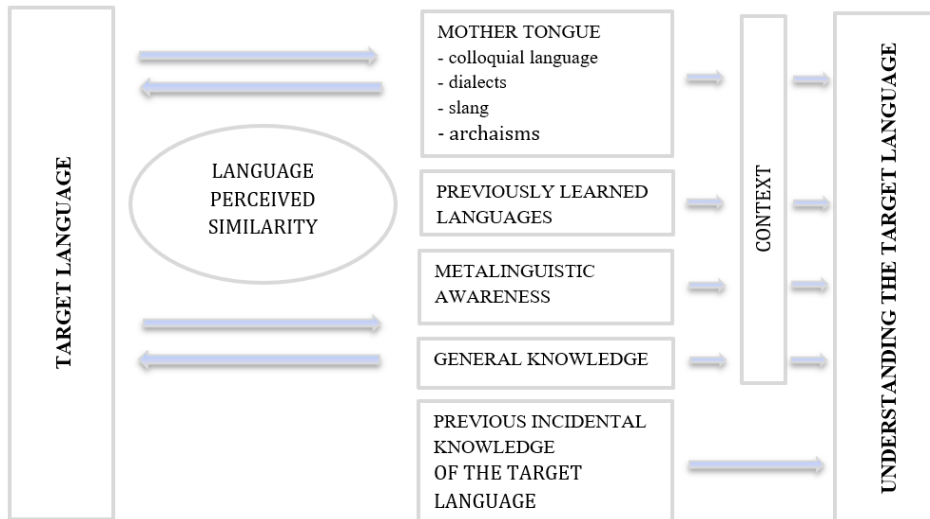 TARGET LANGUAGE
LANGUAGE
PERCEIVED
SIMILARITY
MOTHER TONGUE
- colloquial language
- dialects
- slang
- archaisms
PREVIOUSLY LEARNED
LANGUAGES
METALINGUISTIC
AWARENESS
GENERAL KNOWLEDGE
PREVIOUS INCIDENTAL
KNOWLEDGE
OF THE TARGET
LANGUAGE
CONTEXT
UNDERSTANDING THE TARGET LANGUAGE